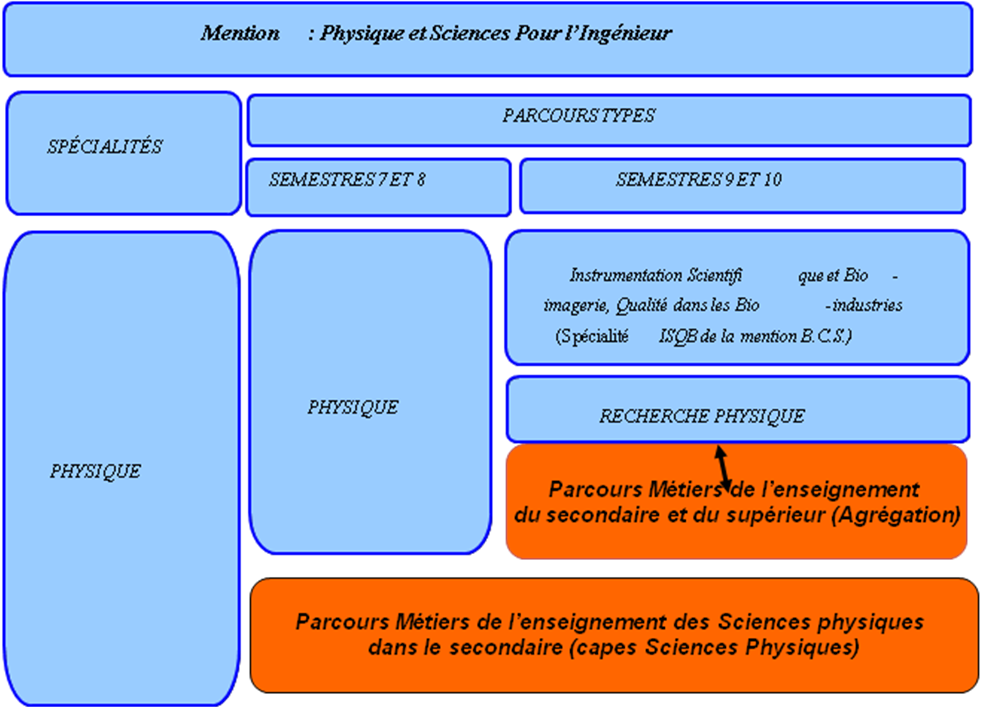 Mention : Physique et Sciences Pour l'Ingénieur
SPÉCIALITÉS
PARCOURS TYPES
SEMESTRES 7 ET 8
SEMESTRES 9 ET 10
PHYSIQUE
PHYSIQUE
Instrumentation Scientifi que et Bio -
imagerie, Qualité dans les Bio -industries
(Spécialité ISQB de la mention B.C.S.)
RECHERCHE PHYSIQUE
Parcours Métiers de l'enseignement
du secondaire et du supérieur (Agrégation)
Parcours Métiers de l'enseignement des Sciences physiques
dans le secondaire (capes Sciences Physiques)